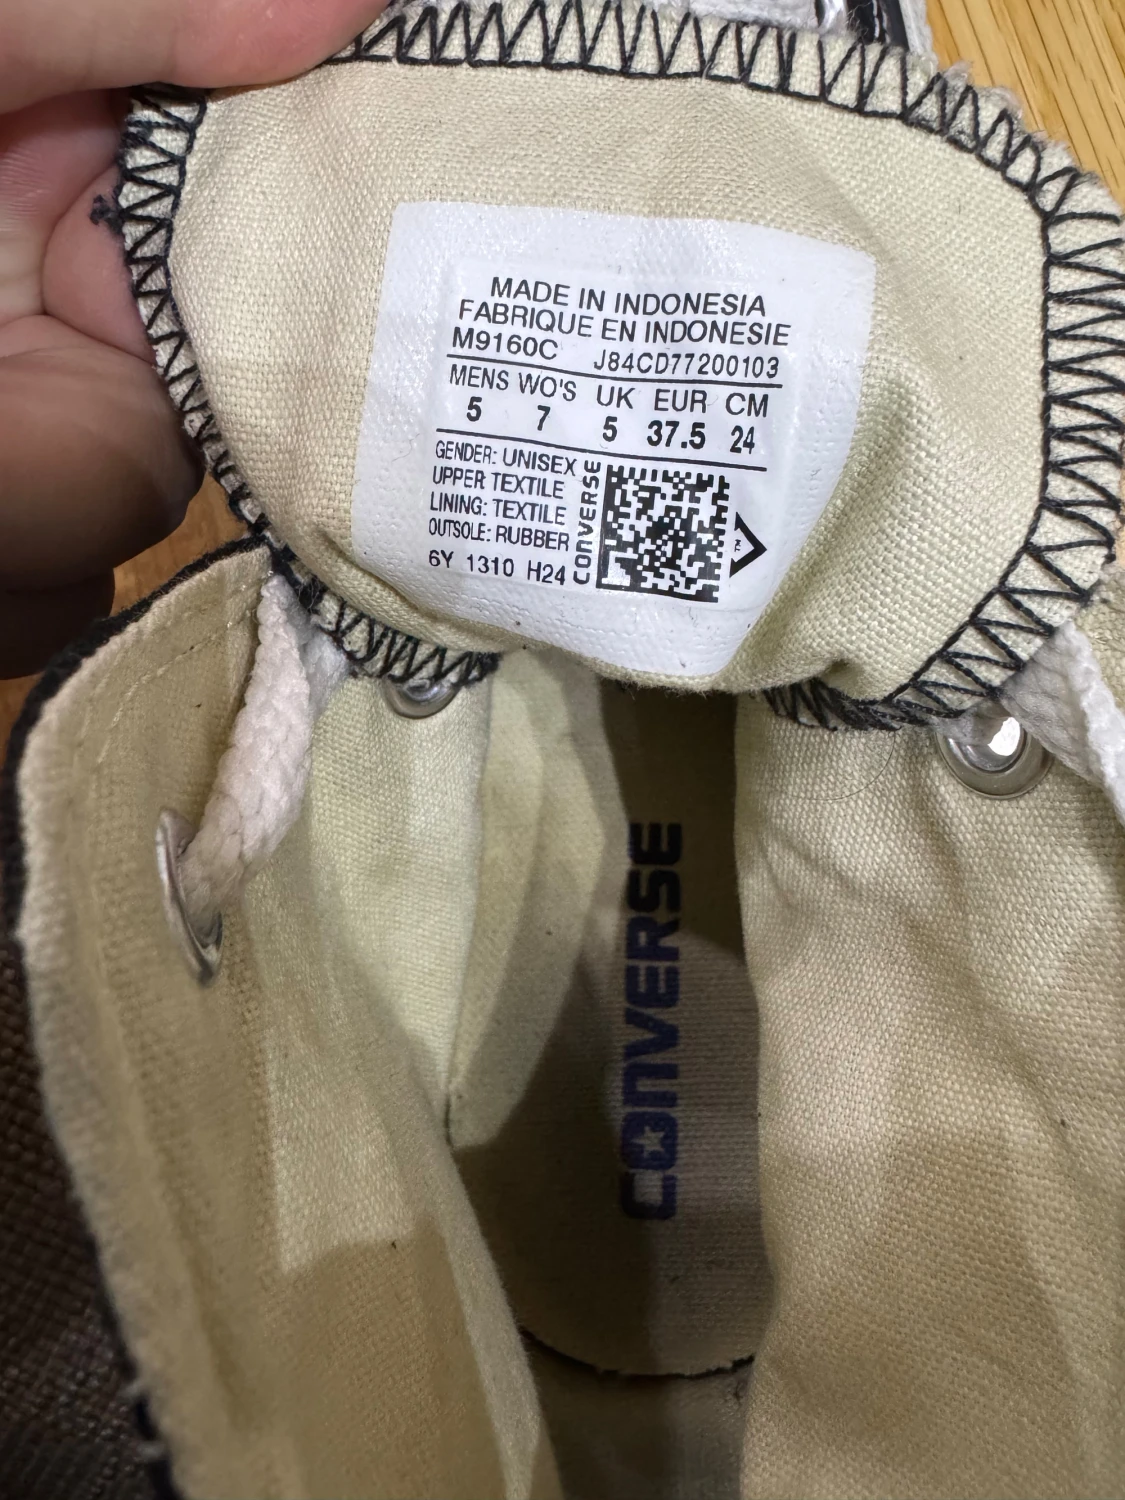 MADE IN INDONESIA
FABRIQUE EN INDONESIE
M9160C J84CD77200103
MENS WO'S UK EUR CM
5 7 5 37.5 24
GENDER: UNISEX
UPPER: TEXTILE
LINING: TEXTILE
OUTSOLE: RUBBER
6Y 1310 H24
CONVERSE
CONVERSE